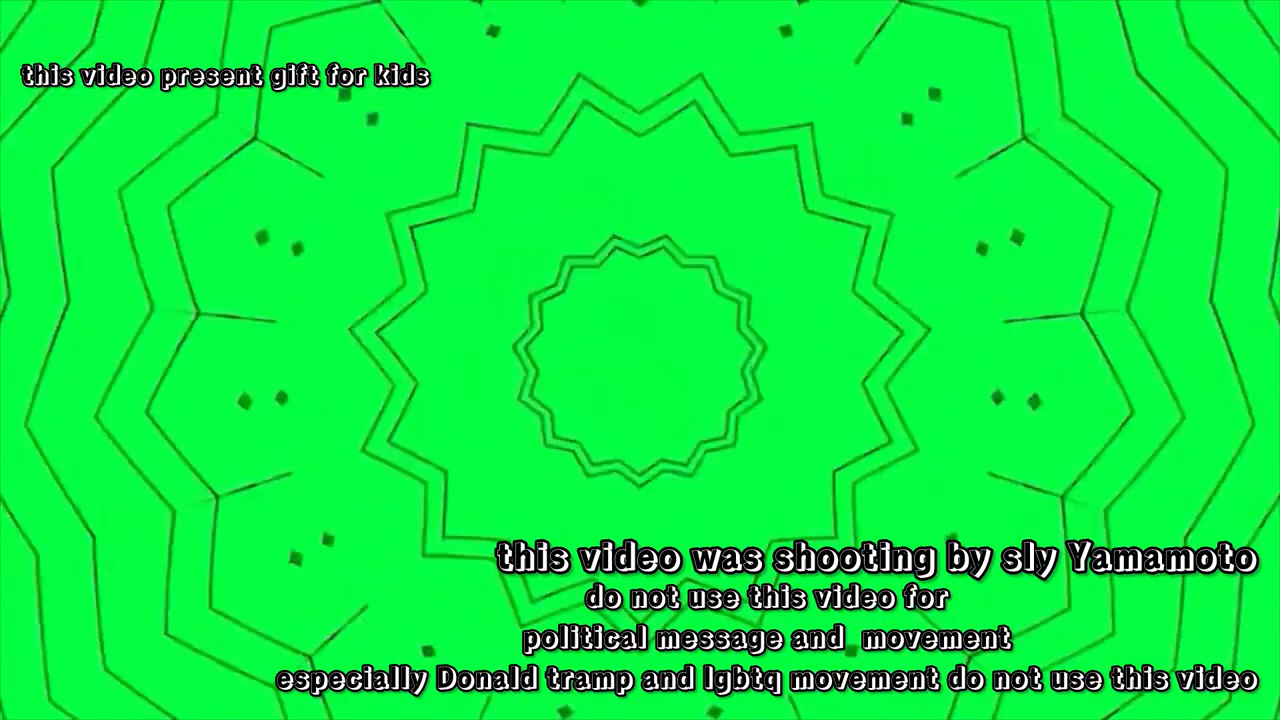 this video present gift for kids
this video was shooting by sly Yamamoto
do not use this video for
political message and movement
especially Donald tramp and lgbtq movement do not use this video